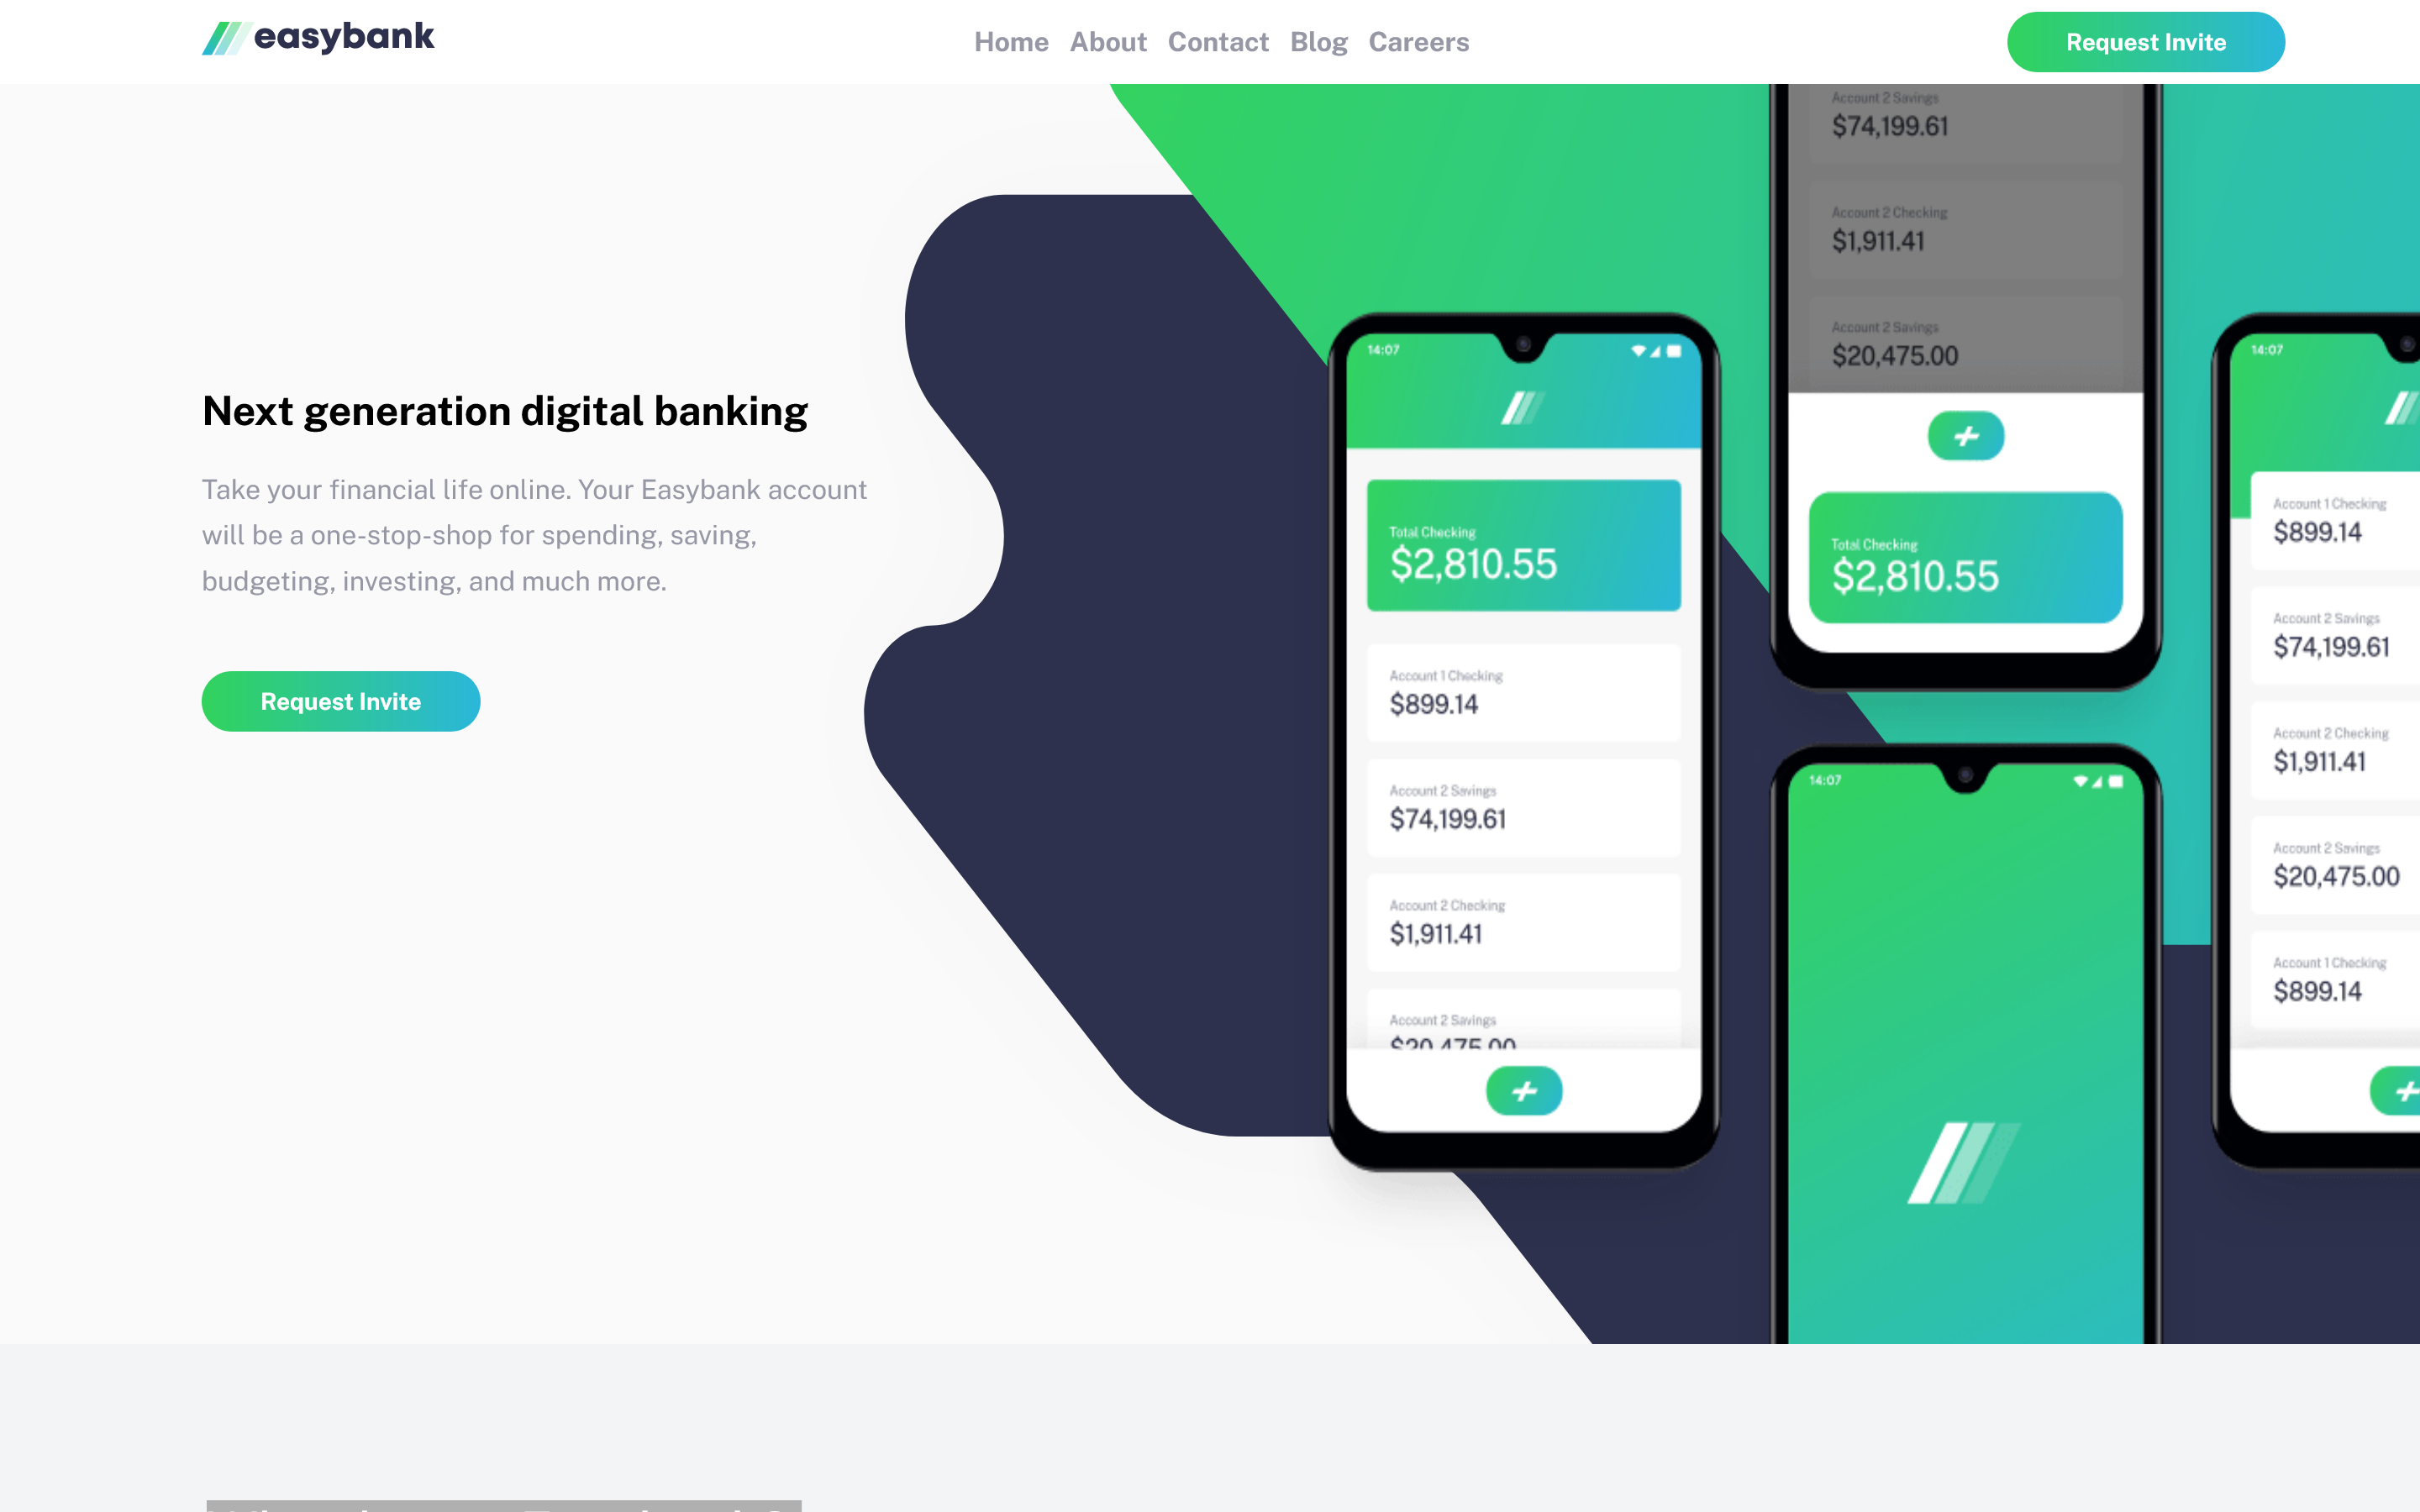 easybank
Home About Contact Blog Careers
Request Invite
Next generation digital banking
Take your financial life online. Your Easybank account
will be a one-stop-shop for spending, saving,
budgeting, investing, and much more.
Request Invite
14:07
Total Checking
$2,810.55
Account 1 Checking
$899.14
Account 2 Savings
$74,199.61
Account 2 Checking
$1,911.41
Account 2 Savings
$20,475.00
Account 2 Savings
$74,199.61
Account 2 Checking
$1,911.41
Account 2 Savings
$20,475.00
Total Checking
$2,810.55
14:07
14:07
Account 1 Checking
$899.14
Account 2 Savings
$74,199.61
Account 2 Checking
$1,911.41
Account 2 Savings
$20,475.00
Account 1 Checking
$899.14